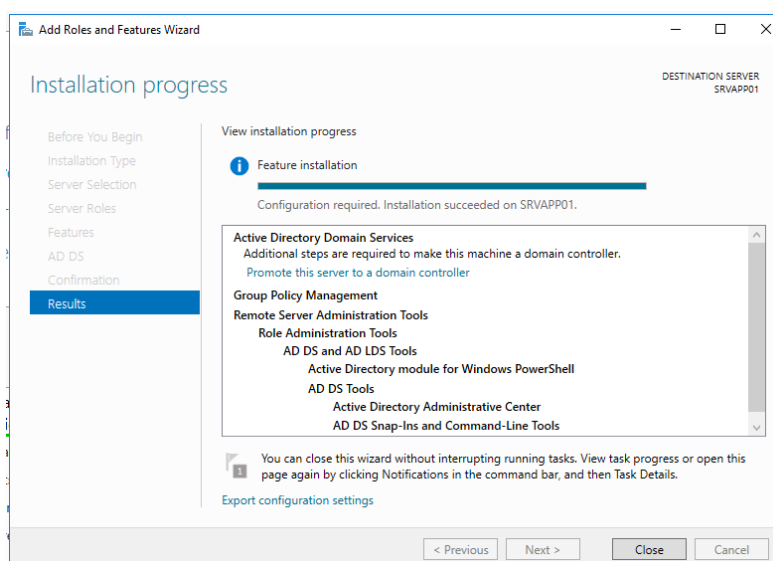 Add Roles and Features Wizard
Installation progress
DESTINATION SERVER
SRVAPP01
Before You Begin
Installation Type
Server Selection
Server Roles
Features
AD DS
Confirmation
Results
View installation progress
Feature installation
Configuration required. Installation succeeded on SRVAPP01.
Active Directory Domain Services
Additional steps are required to make this machine a domain controller.
Promote this server to a domain controller
Group Policy Management
Remote Server Administration Tools
Role Administration Tools
AD DS and AD LDS Tools
Active Directory module for Windows PowerShell
AD DS Tools
Active Directory Administrative Center
AD DS Snap-Ins and Command-Line Tools
1
You can close this wizard without interrupting running tasks. View task progress or open this
page again by clicking Notifications in the command bar, and then Task Details.
Export configuration settings
< Previous
Next >
Close
Cancel